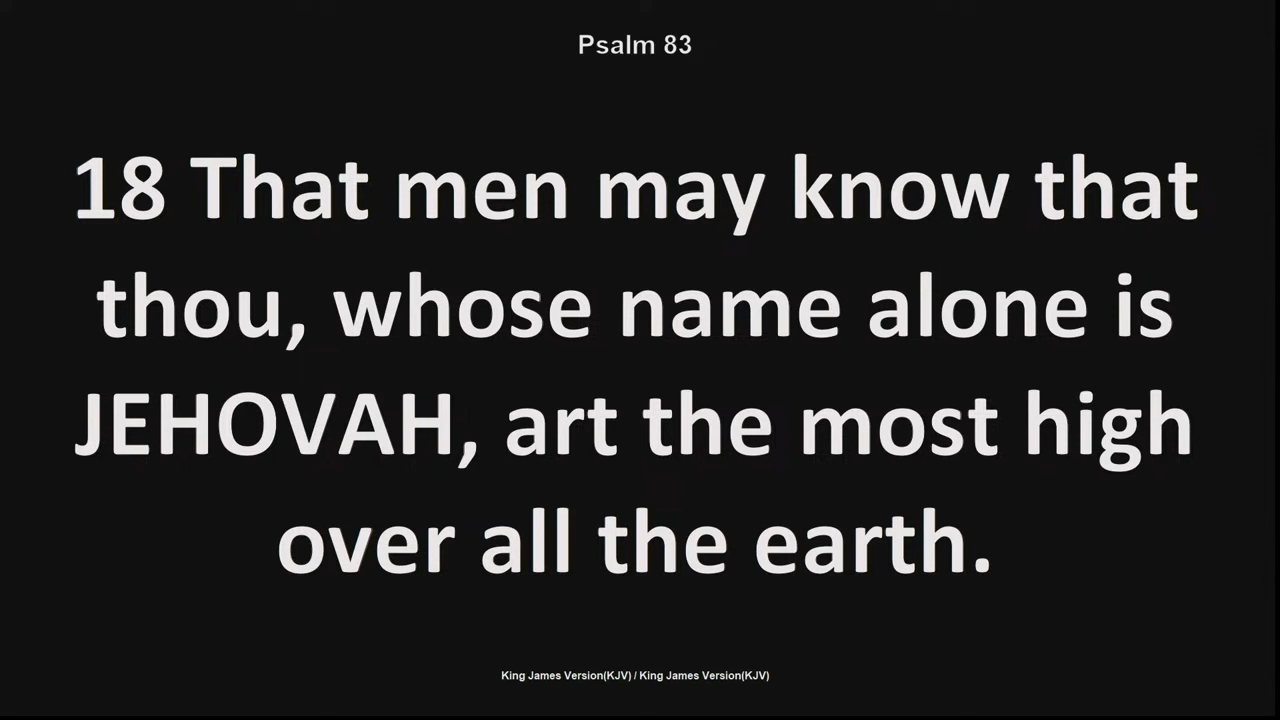 Psalm 83
18 That men may know that
thou, whose name alone is
JEHOVAH, art the most high
over all the earth.
King James Version(KJV) / King James Version(KJV)